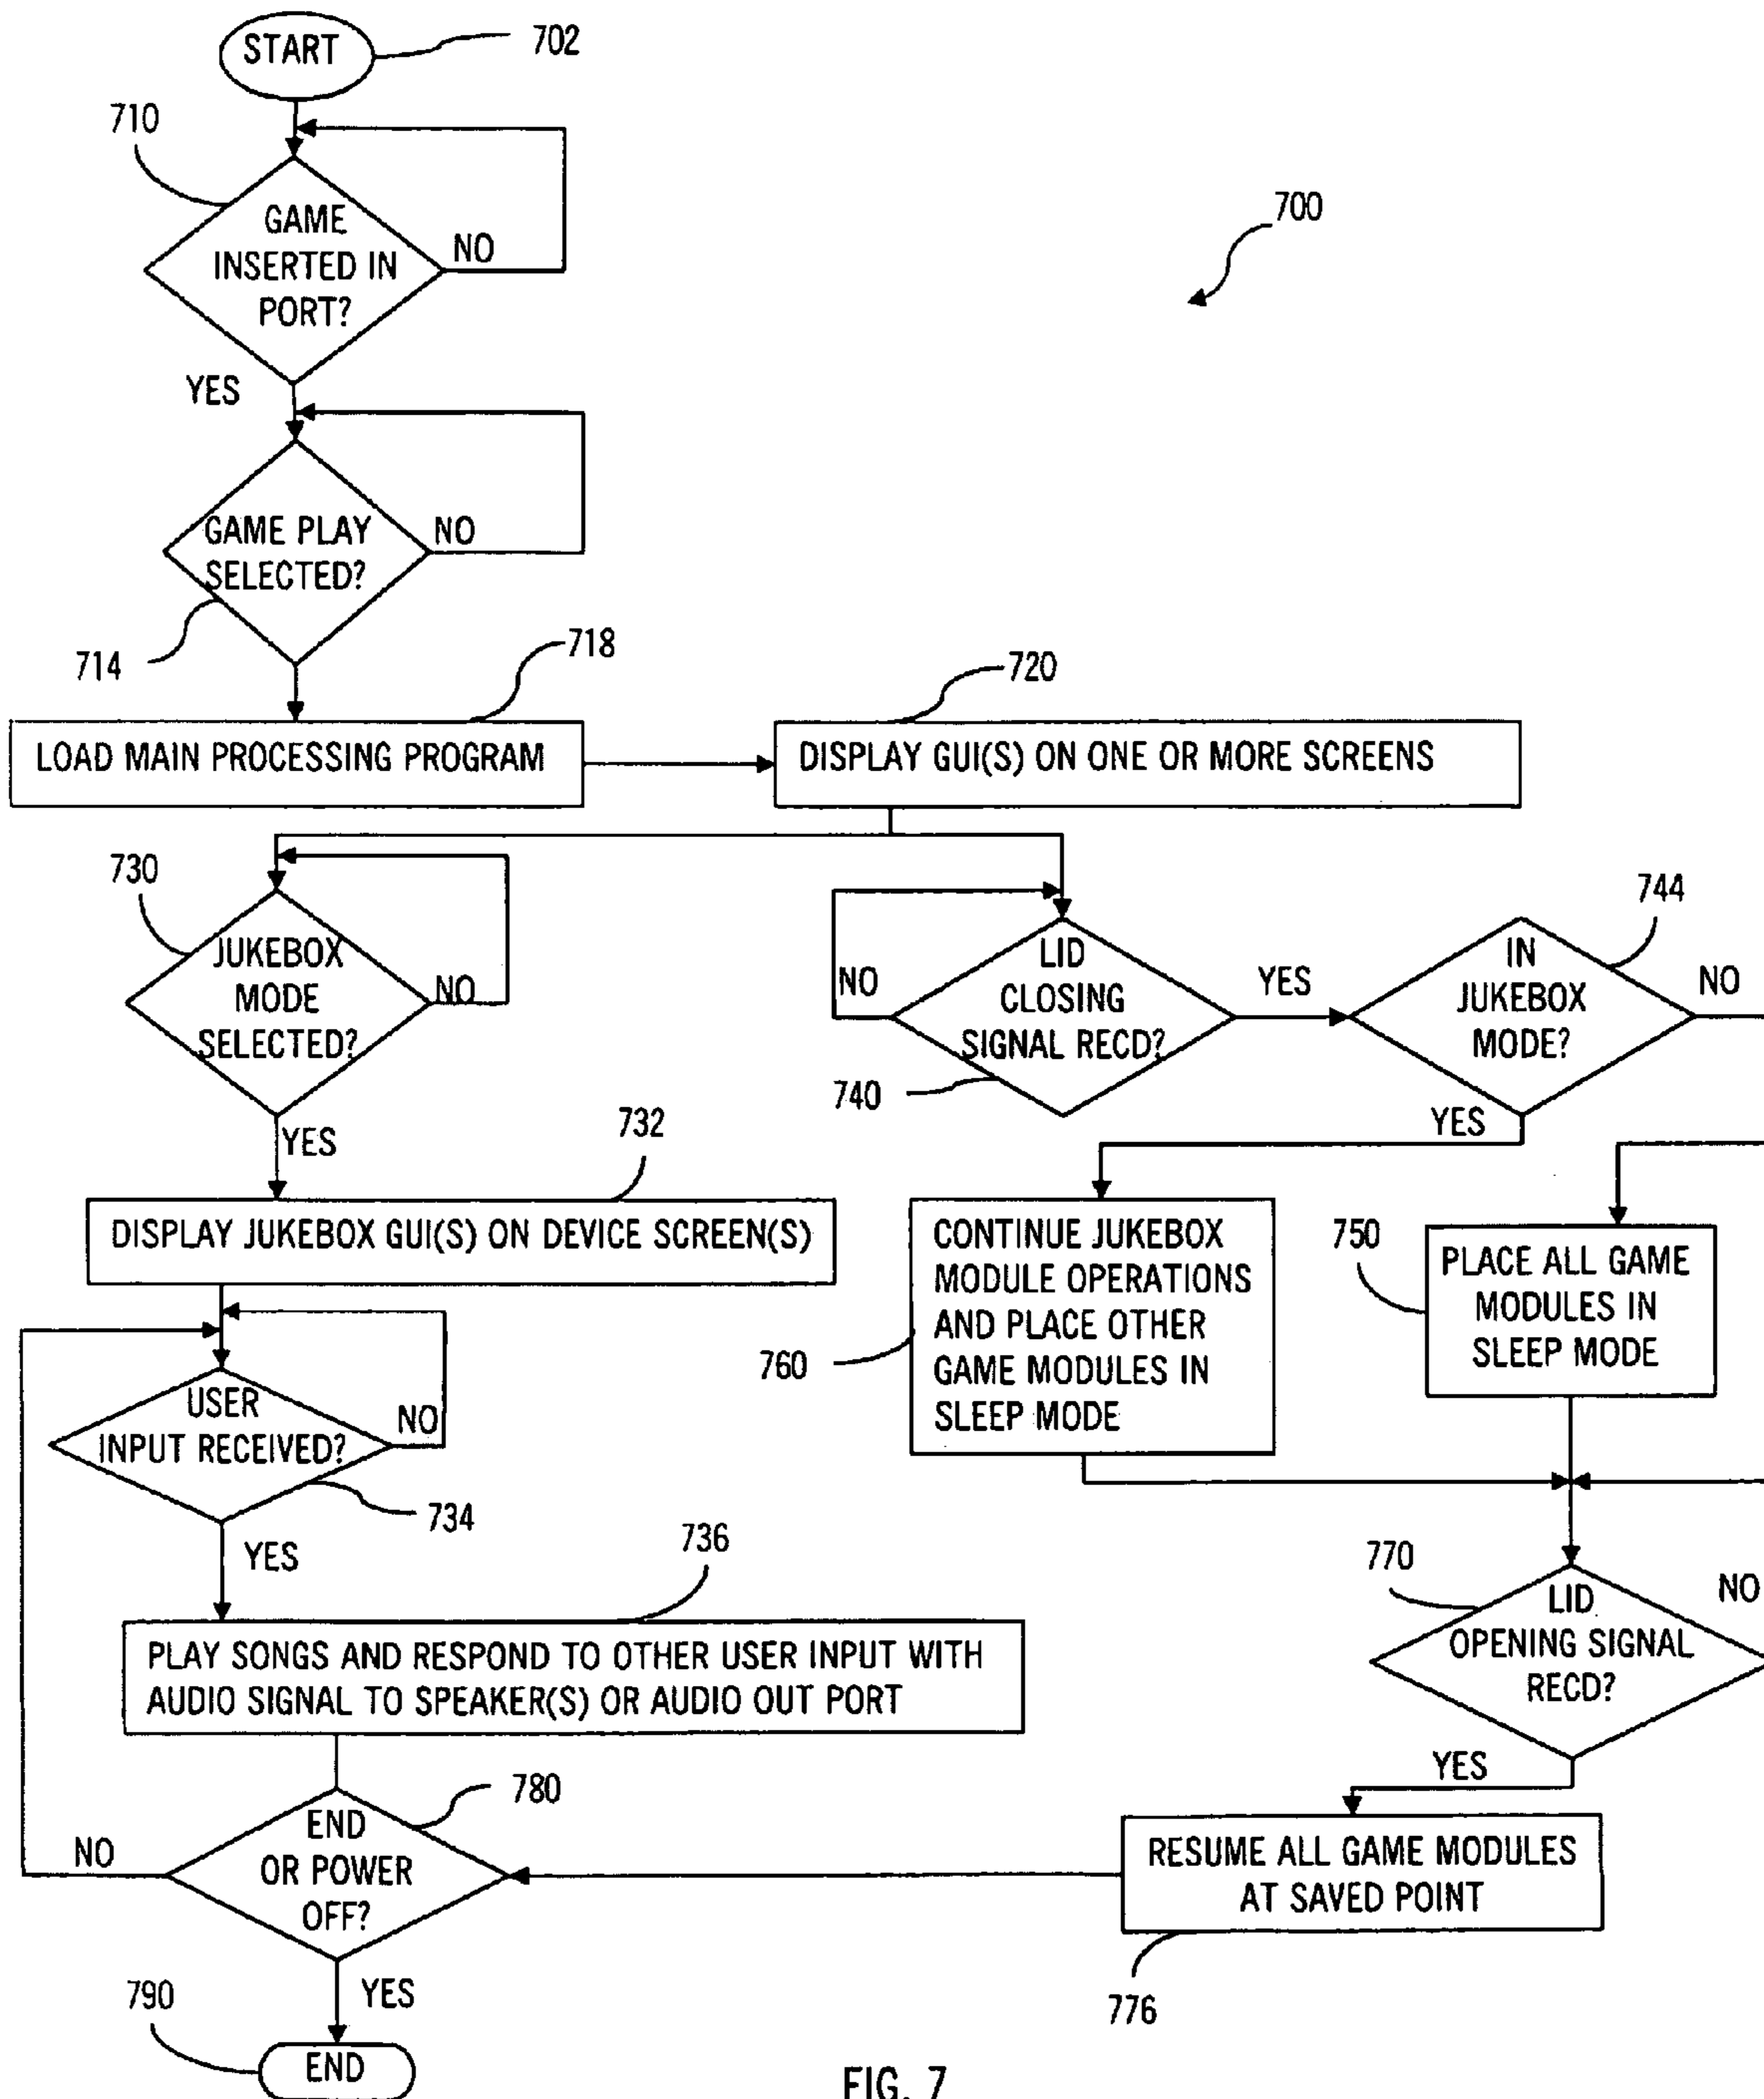 START
702
710
GAME
INSERTED IN
PORT?
NO
700
YES
GAME PLAY
SELECTED?
NO
714
718
720
LOAD MAIN PROCESSING PROGRAM
DISPLAY GUI(S) ON ONE OR MORE SCREENS
730
JUKEBOX
MODE
SELECTED?
NO
YES
LID
CLOSING
SIGNAL RECD?
NO
YES
740
744
IN
JUKEBOX
MODE?
NO
YES
732
DISPLAY JUKEBOX GUI(S) ON DEVICE SCREEN(S)
CONTINUE JUKEBOX
MODULE OPERATIONS
AND PLACE OTHER
GAME MODULES IN
SLEEP MODE
760
750
PLACE ALL GAME
MODULES IN
SLEEP MODE
USER
INPUT RECEIVED?
NO
734
YES
736
PLAY SONGS AND RESPOND TO OTHER USER INPUT WITH
AUDIO SIGNAL TO SPEAKER(S) OR AUDIO OUT PORT
770
LID
OPENING SIGNAL
RECD?
NO
YES
780
END
OR POWER
OFF?
NO
YES
RESUME ALL GAME MODULES
AT SAVED POINT
776
790
END
FIG. 7